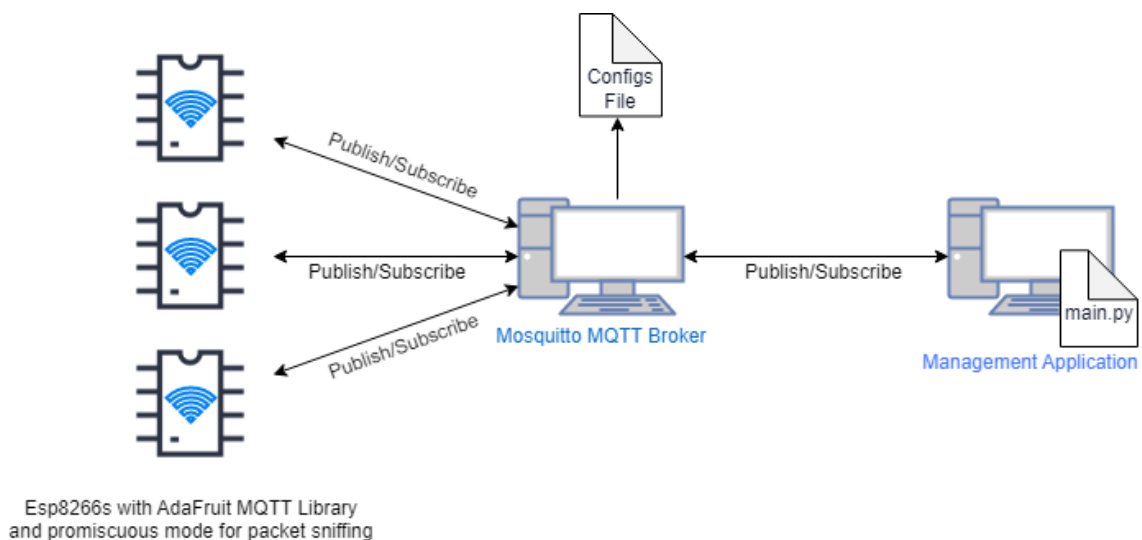 Configs
File
Publish/Subscribe
Publish/Subscribe
Publish/Subscribe
Publish/Subscribe
main.py
Mosquitto MQTT Broker
Management Application
Esp8266s with AdaFruit MQTT Library
and promiscuous mode for packet sniffing